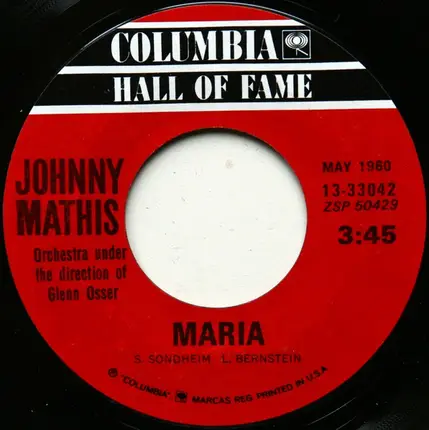 COLUMBIA
HALL OF FAME
JOHNNY
MATHIS
Orchestra under
the direction of
Glenn Osser
MAY 1960
13-33042
ZSP 50429
3:45
MARIA
S. SONDHEIM L. BERNSTEIN
® "COLUMBIA" MARCAS REG. PRINTED IN U.S.A